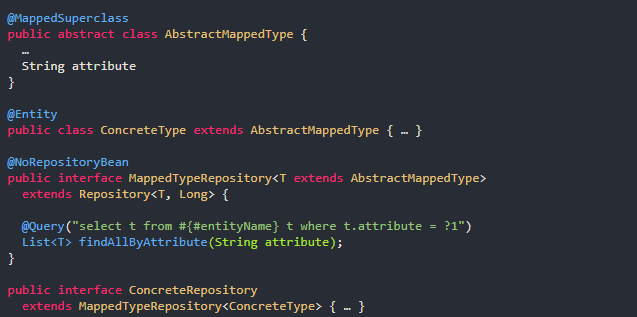 @MappedSuperclass
public abstract class AbstractMappedType {
  …
  String attribute
}
@Entity
public class ConcreteType extends AbstractMappedType { … }
@NoRepositoryBean
public interface MappedTypeRepository<T extends AbstractMappedType>
  extends Repository<T, Long> {
  @Query("select t from #{#entityName} t where t.attribute = ?1")
  List<T> findAllByAttribute(String attribute);
}
public interface ConcreteRepository
  extends MappedTypeRepository<ConcreteType> { … }